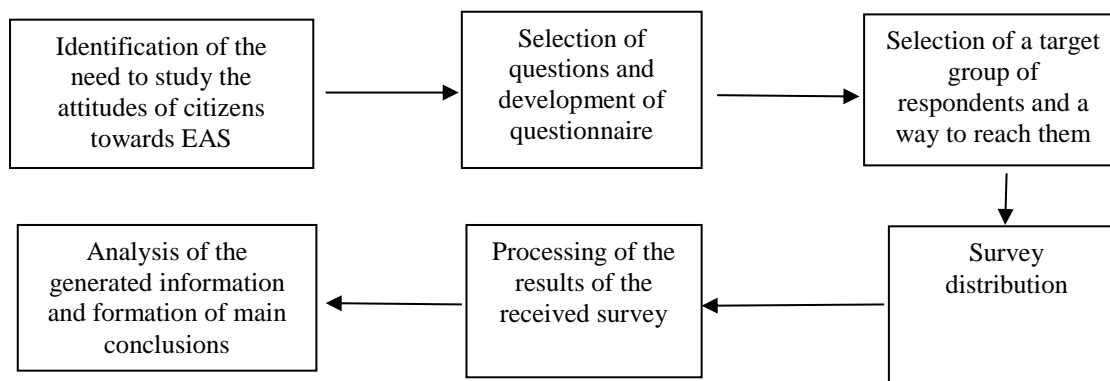 Identification of the
need to study the
attitudes of citizens
towards EAS
Selection of
questions and
development of
questionnaire
Selection of a target
group of
respondents and a
way to reach them
Survey
distribution
Processing of the
results of the
received survey
Analysis of the
generated information
and formation of main
conclusions